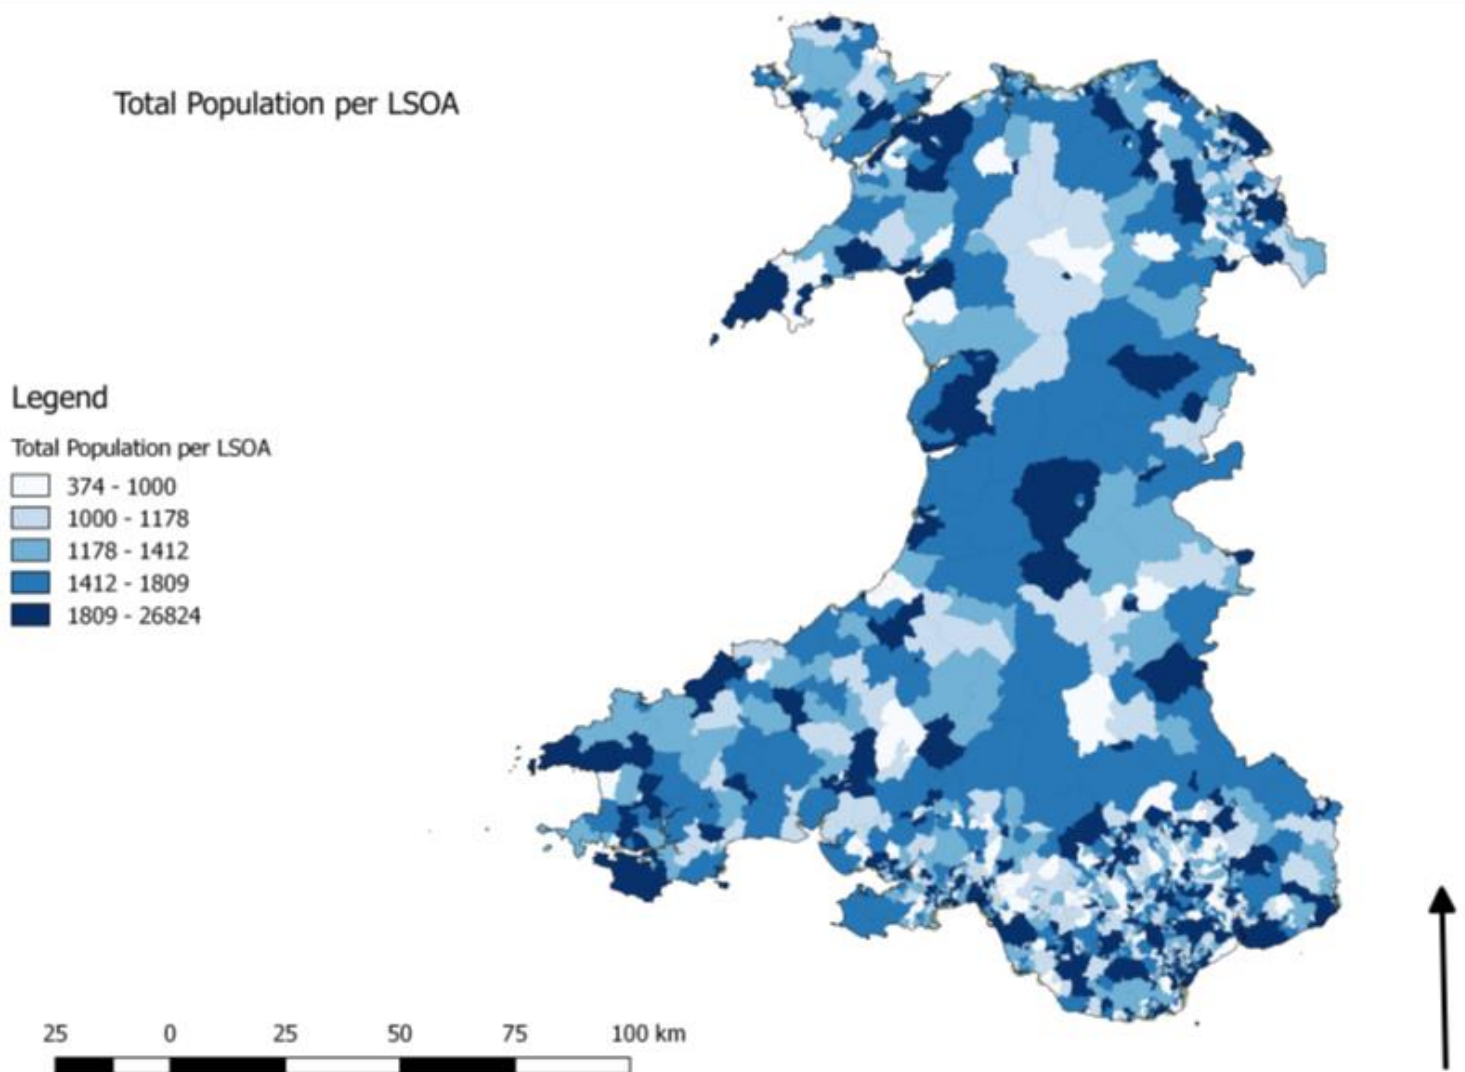 Total Population per LSOA
Legend
Total Population per LSOA
374 - 1000
1000 - 1178
1178 - 1412
1412 - 1809
1809 - 26824
25 0 25 50 75 100 km